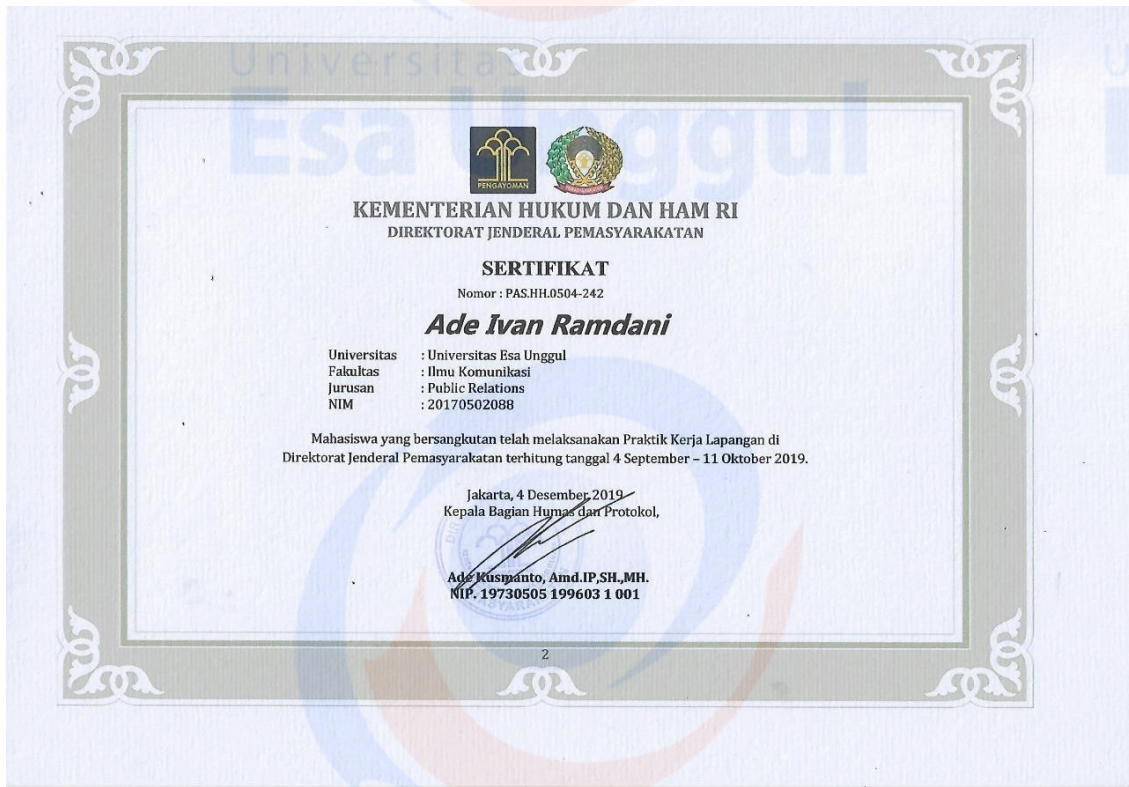 Universitas
Esa Unggul
PENGAYOMAN
KEMENTERIAN HUKUM DAN HAM RI
DIREKTORAT JENDERAL PEMASYARAKATAN
SERTIFIKAT
Nomor : PAS.HH.0504-242
Ade Ivan Ramdani
Universitas : Universitas Esa Unggul
Fakultas : Ilmu Komunikasi
Jurusan : Public Relations
NIM : 20170502088
Mahasiswa yang bersangkutan telah melaksanakan Praktik Kerja Lapangan di
Direktorat Jenderal Pemasyarakatan terhitung tanggal 4 September – 11 Oktober 2019.
Jakarta, 4 Desember 2019
Kepala Bagian Humas dan Protokol,
Ade Kusmanto, Amd.IP,SH.,MH.
NIP. 19730505 199603 1 001
2